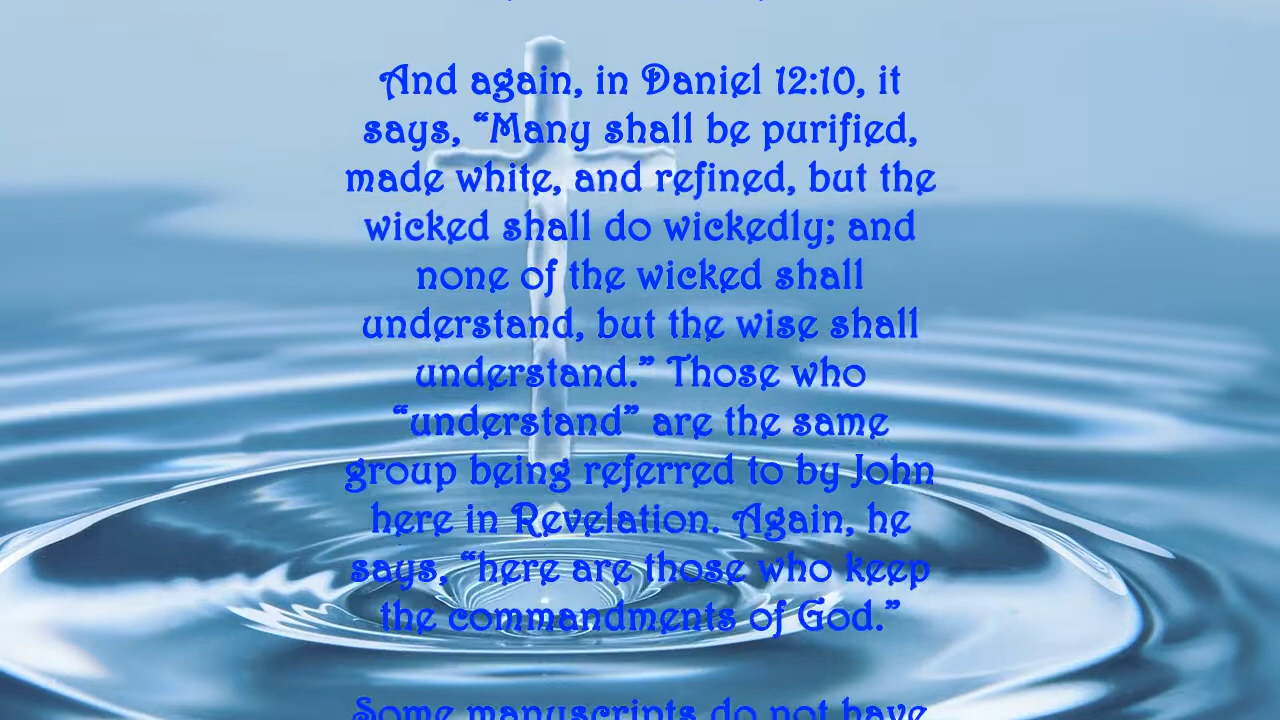 And again, in Daniel 12:10, it
says, “Many shall be purified,
made white, and refined, but the
wicked shall do wickedly; and
none of the wicked shall
understand, but the wise shall
understand.” Those who
“understand” are the same
group being referred to by John
here in Revelation. Again, he
says, “here are those who keep
the commandments of God.”
Some manuscripts do not have